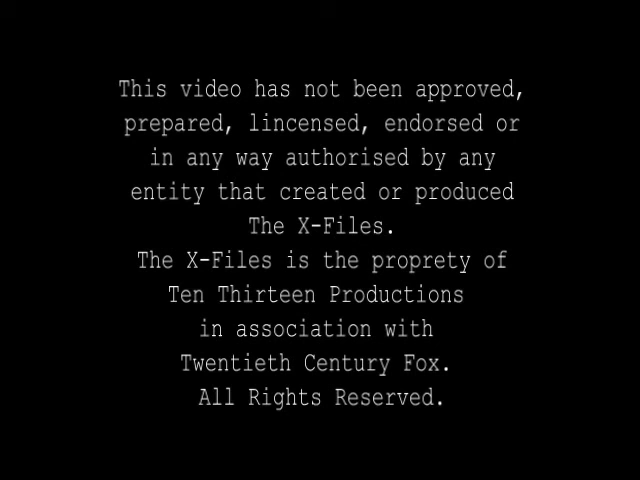 This video has not been approved,
prepared, lincensed, endorsed or
in any way authorised by any
entity that created or produced
The X-Files.
The X-Files is the proprety of
Ten Thirteen Productions
in association with
Twentieth Century Fox.
All Rights Reserved.